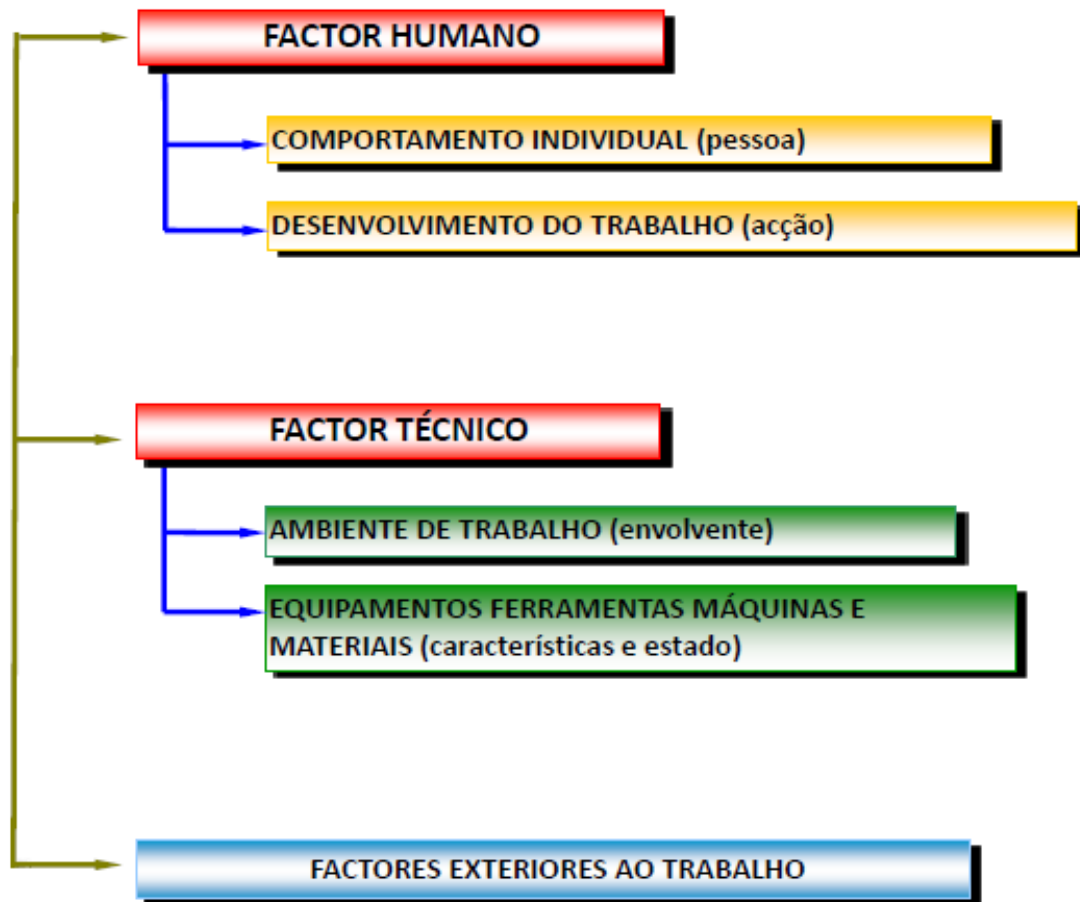 FACTOR HUMANO
COMPORTAMENTO INDIVIDUAL (pessoa)
DESENVOLVIMENTO DO TRABALHO (acção)
FACTOR TÉCNICO
AMBIENTE DE TRABALHO (envolvente)
EQUIPAMENTOS FERRAMENTAS MÁQUINAS E
MATERIAIS (características e estado)
FACTORES EXTERIORES AO TRABALHO